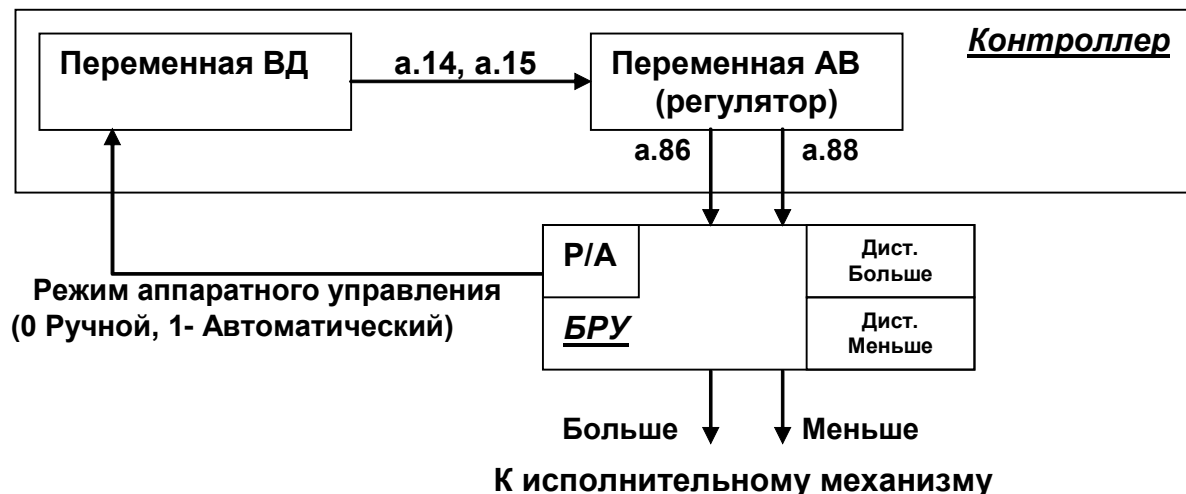 Контроллер
Переменная ВД
а.14, а.15
Переменная АВ
(регулятор)
а.86
а.88
Р/А
Дист.
Больше
Режим аппаратного управления
(0 Ручной, 1- Автоматический)
БРУ
Дист.
Меньше
Больше
Меньше
К исполнительному механизму